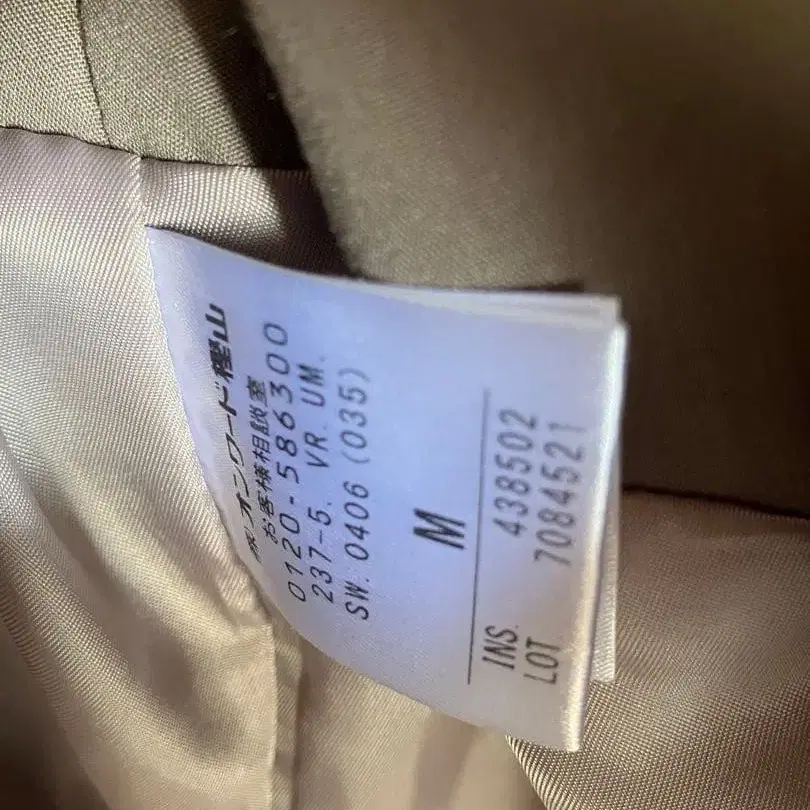 (株)オンワード樫山
お客様相談室
0120-586300
237-5. VR. UM.
SW. 0406 (035)
M
INS. 438502
LOT 7084521